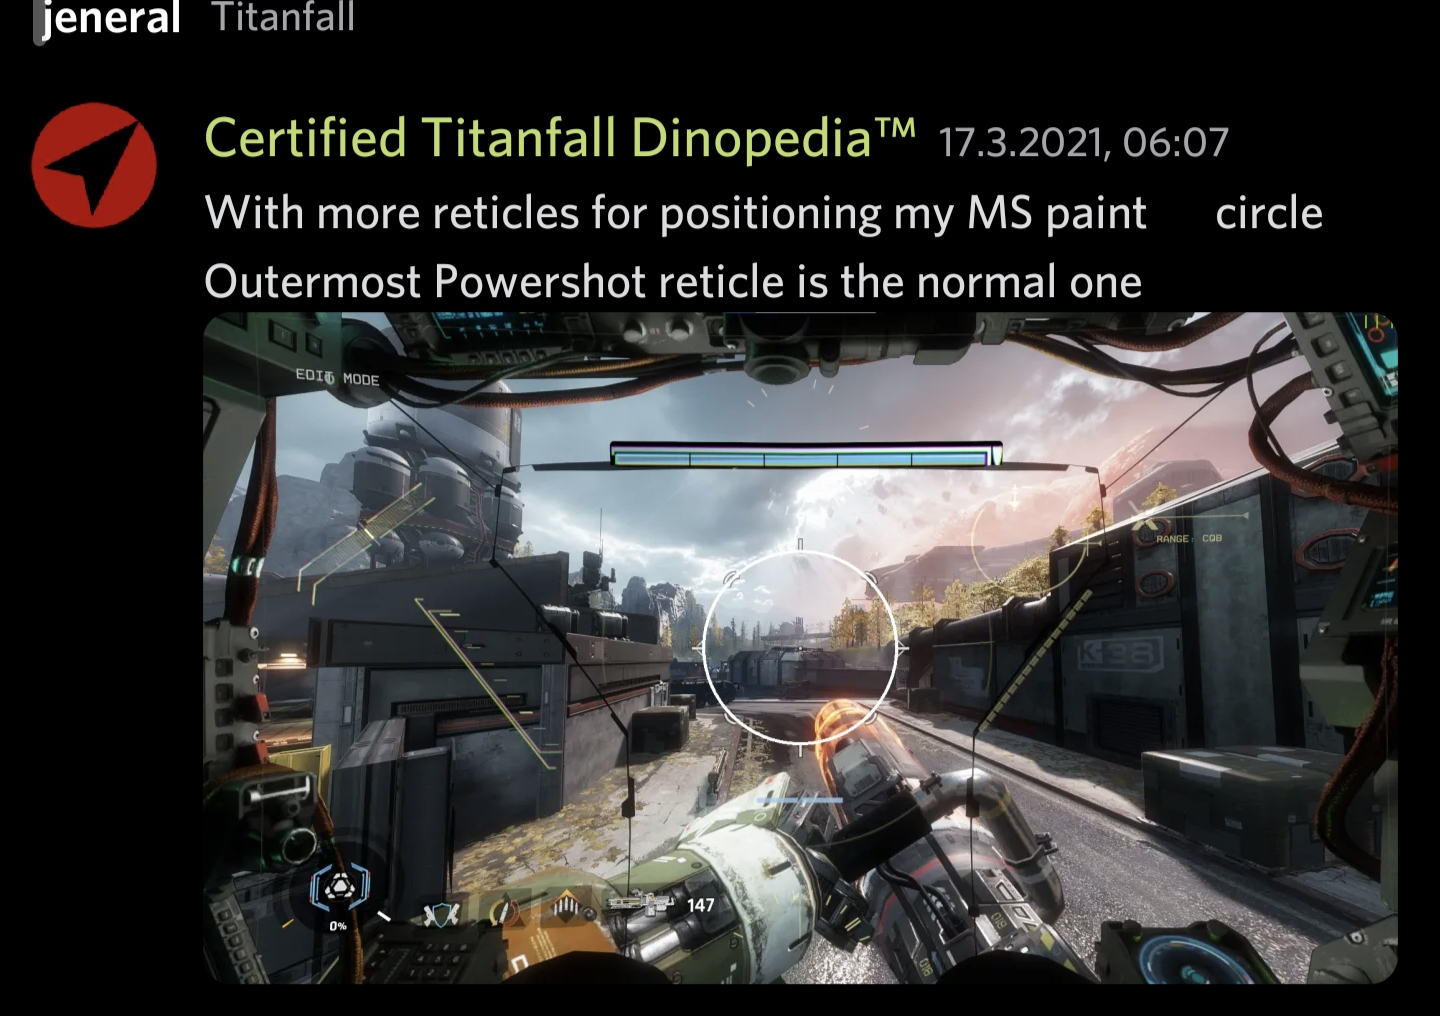 jeneral Titanfall
Certified Titanfall Dinopedia™ 17.3.2021, 06:07
With more reticles for positioning my MS paint circle
Outermost Powershot reticle is the normal one
EDIT MODE
RANGE: CQB
K-38
147
0%